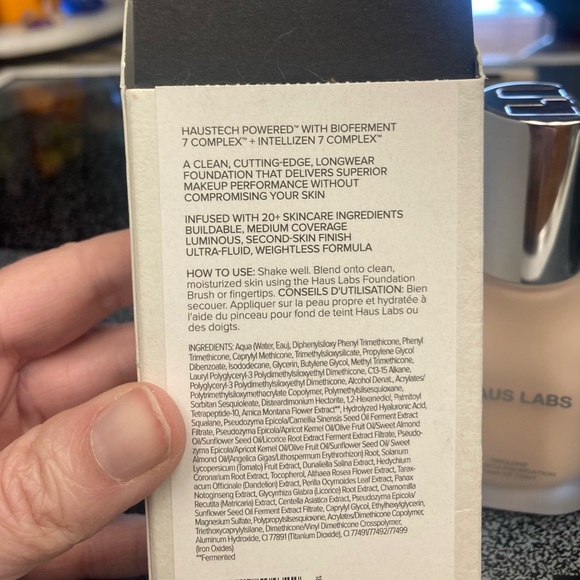 HAUSTECH POWERED™ WITH BIOFERMENT
7 COMPLEX™ + INTELLIZEN 7 COMPLEX™
A CLEAN, CUTTING-EDGE, LONGWEAR
FOUNDATION THAT DELIVERS SUPERIOR
MAKEUP PERFORMANCE WITHOUT
COMPROMISING YOUR SKIN
INFUSED WITH 20+ SKINCARE INGREDIENTS
BUILDABLE, MEDIUM COVERAGE
LUMINOUS, SECOND-SKIN FINISH
ULTRA-FLUID, WEIGHTLESS FORMULA
HOW TO USE: Shake well. Blend onto clean,
moisturized skin using the Haus Labs Foundation
Brush or fingertips. CONSEILS D'UTILISATION: Bien
secouer. Appliquer sur la peau propre et hydratée à
l'aide du pinceau pour fond de teint Haus Labs ou
des doigts.
INGREDIENTS: Aqua (Water, Eau), Diphenylsiloxy Phenyl Trimethicone, Phenyl
Trimethicone, Caprylyl Methicone, Trimethylsiloxysilicate, Propylene Glycol
Dibenzoate, Isododecane, Glycerin, Butylene Glycol, Methyl Trimethicone,
Lauryl Polyglyceryl-3 Polydimethylsiloxyethyl Dimethicone, C13-15 Alkane,
Polyglyceryl-3 Polydimethylsiloxyethyl Dimethicone, Alcohol Denat., Acrylates/
Polytrimethylsiloxymethacrylate Copolymer, Polymethylsilsesquioxane,
Sorbitan Sesquioleate, Disteardimonium Hectorite, 1,2-Hexanediol, Palmitoyl
Tetrapeptide-10, Arnica Montana Flower Extract**, Hydrolyzed Hyaluronic Acid,
Squalane, Pseudozyma Epicola/Camellia Sinensis Seed Oil Ferment Extract
Filtrate, Pseudozyma Epicola/Apricot Kernel Oil/Olive Fruit Oil/Sweet Almond
Oil/Sunflower Seed Oil/Licorice Root Extract Ferment Filtrate, Pseudo-
zyma Epicola/Apricot Kernel Oil/Olive Fruit Oil/Sunflower Seed Oil/ Sweet
Almond Oil/(Angelica Gigas/Lithospermum Erythrorhizon) Root, Solanum
Lycopersicum (Tomato) Fruit Extract, Dunaliella Salina Extract, Hedychium
Coronarium Root Extract, Tocopherol, Althaea Rosea Flower Extract, Tarax-
acum Officinale (Dandelion) Extract, Perilla Ocymoides Leaf Extract, Panax
Notoginseng Extract, Glycyrrhiza Glabra (Licorice) Root Extract, Chamomilla
Recutita (Matricaria) Extract, Centella Asiatica Extract, Pseudozyma Epicola/
Sunflower Seed Oil Ferment Extract Filtrate, Caprylyl Glycol, Ethylhexylglycerin,
Magnesium Sulfate, Polypropylsilsesquioxane, Acrylates/Dimethicone Copolymer,
Triethoxycaprylylsilane, Dimethicone/Vinyl Dimethicone Crosspolymer,
Aluminum Hydroxide, CI 77891 (Titanium Dioxide), CI 77491/77492/77499
(Iron Oxides)
**Fermented
AUS LABS